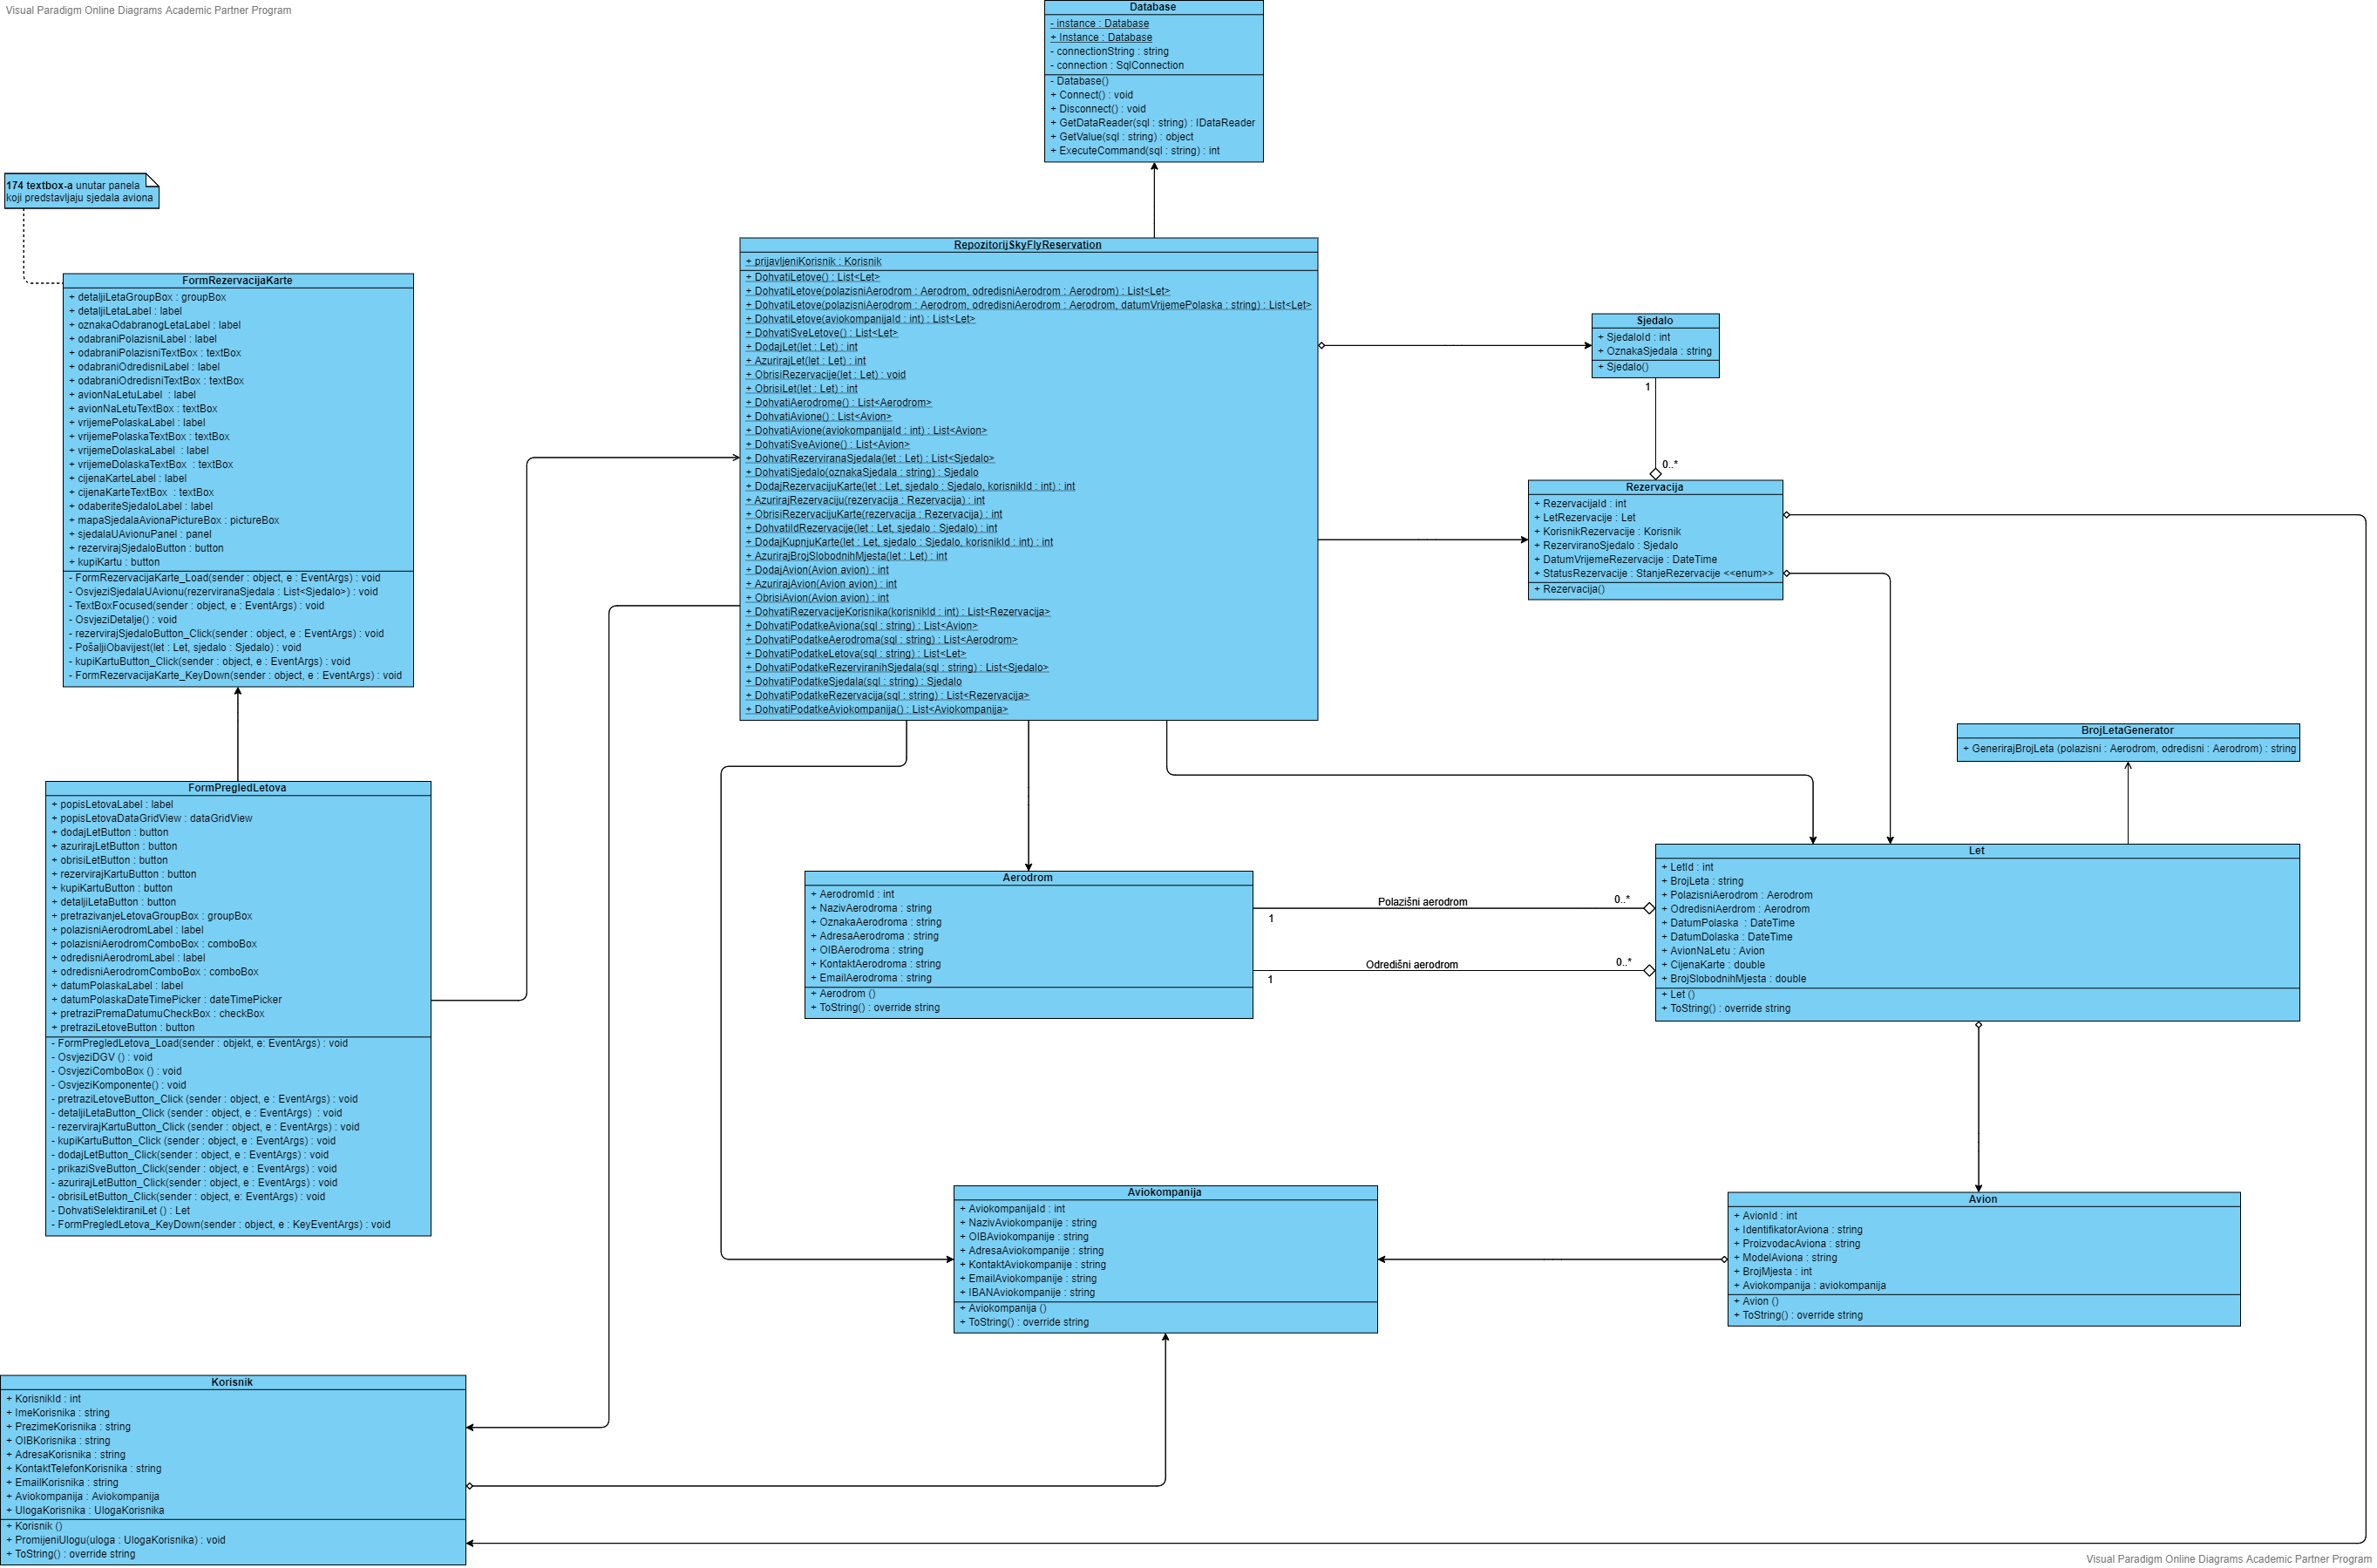 Visual Paradigm Online Diagrams Academic Partner Program
Database
- instance : Database
+ Instance : Database
- connectionString : string
- connection : SqlConnection
- Database()
+ Connect() : void
+ Disconnect() : void
+ GetDataReader(sql : string) : IDataReader
+ GetValue(sql : string) : object
+ ExecuteCommand(sql : string) : int
174 textbox-a unutar panela
koji predstavljaju sjedala aviona
RepozitorijSkyFlyReservation
+ prijavljeniKorisnik : Korisnik
+ DohvatiLetove() : List<Let>
+ DohvatiLetove(polazisniAerodrom : Aerodrom, odredisniAerodrom : Aerodrom) : List<Let>
+ DohvatiLetove(polazisniAerodrom : Aerodrom, odredisniAerodrom : Aerodrom, datumVrijemePolaska : string) : List<Let>
+ DohvatiLetove(aviokompanijaId : int) : List<Let>
+ DohvatiSveLetove() : List<Let>
+ DodajLet(let : Let) : int
+ AzurirajLet(let : Let) : int
+ ObrisiRezervacije(let : Let) : void
+ ObrisiLet(let : Let) : int
+ DohvatiAerodrome() : List<Aerodrom>
+ DohvatiAvione() : List<Avion>
+ DohvatiAvione(aviokompanijaId : int) : List<Avion>
+ DohvatiSveAvione() : List<Avion>
+ DohvatiRezerviranaSjedala(let : Let) : List<Sjedalo>
+ DohvatiSjedalo(oznakaSjedala : string) : Sjedalo
+ DodajRezervacijuKarte(let : Let, sjedalo : Sjedalo, korisnikId : int) : int
+ AzurirajRezervaciju(rezervacija : Rezervacija) : int
+ ObrisiRezervacijuKarte(rezervacija : Rezervacija) : int
+ DohvatiIdRezervacije(let : Let, sjedalo : Sjedalo) : int
+ DodajKupnjuKarte(let : Let, sjedalo : Sjedalo, korisnikId : int) : int
+ AzurirajBrojSlobodnihMjesta(let : Let) : int
+ DodajAvion(Avion avion) : int
+ AzurirajAvion(Avion avion) : int
+ ObrisiAvion(Avion avion) : int
+ DohvatiRezervacijeKorisnika(korisnikId : int) : List<Rezervacija>
+ DohvatiPodatkeAviona(sql : string) : List<Avion>
+ DohvatiPodatkeAerodroma(sql : string) : List<Aerodrom>
+ DohvatiPodatkeLetova(sql : string) : List<Let>
+ DohvatiPodatkeRezerviranihSjedala(sql : string) : List<Sjedalo>
+ DohvatiPodatkeSjedala(sql : string) : Sjedalo
+ DohvatiPodatkeRezervacija(sql : string) : List<Rezervacija>
+ DohvatiPodatkeAviokompanija() : List<Aviokompanija>
FormRezervacijaKarte
+ detaljiLetaGroupBox : groupBox
+ detaljiLetaLabel : label
+ oznakaOdabranogLetaLabel : label
+ odabraniPolazisniLabel : label
+ odabraniPolazisniTextBox : textBox
+ odabraniOdredisniLabel : label
+ odabraniOdredisniTextBox : textBox
+ avionNaLetuLabel : label
+ avionNaLetuTextBox : textBox
+ vrijemePolaskaLabel : label
+ vrijemePolaskaTextBox : textBox
+ vrijemeDolaskaLabel : label
+ vrijemeDolaskaTextBox : textBox
+ cijenaKarteLabel : label
+ cijenaKarteTextBox : textBox
+ odaberiteSjedaloLabel : label
+ mapaSjedalaAvionaPictureBox : pictureBox
+ sjedalaUAvionuPanel : panel
+ rezervirajSjedaloButton : button
+ kupiKartu : button
- FormRezervacijaKarte_Load(sender : object, e : EventArgs) : void
- OsvjeziSjedalaUAvionu(rezerviranaSjedala : List<Sjedalo>) : void
- TextBoxFocused(sender : object, e : EventArgs) : void
- OsvjeziDetalje() : void
- rezervirajSjedaloButton_Click(sender : object, e : EventArgs) : void
- PošaljiObavijest(let : Let, sjedalo : Sjedalo) : void
- kupiKartuButton_Click(sender : object, e : EventArgs) : void
- FormRezervacijaKarte_KeyDown(sender : object, e : EventArgs) : void
Sjedalo
+ SjedaloId : int
+ OznakaSjedala : string
+ Sjedalo()
1
0..*
Rezervacija
+ RezervacijaId : int
+ LetRezervacije : Let
+ KorisnikRezervacije : Korisnik
+ RezerviranoSjedalo : Sjedalo
+ DatumVrijemeRezervacije : DateTime
+ StatusRezervacije : StanjeRezervacije <<enum>>
+ Rezervacija()
BrojLetaGenerator
+ GenerirajBrojLeta (polazisni : Aerodrom, odredisni : Aerodrom) : string
FormPregledLetova
+ popisLetovaLabel : label
+ popisLetovaDataGridView : dataGridView
+ dodajLetButton : button
+ azurirajLetButton : button
+ obrisiLetButton : button
+ rezervirajKartuButton : button
+ kupiKartuButton : button
+ detaljiLetaButton : button
+ pretrazivanjeLetovaGroupBox : groupBox
+ polazisniAerodromLabel : label
+ polazisniAerodromComboBox : comboBox
+ odredisniAerodromLabel : label
+ odredisniAerodromComboBox : comboBox
+ datumPolaskaLabel : label
+ datumPolaskaDateTimePicker : dateTimePicker
+ pretraziPremaDatumuCheckBox : checkBox
+ pretraziLetoveButton : button
- FormPregledLetova_Load(sender : objekt, e: EventArgs) : void
- OsvjeziDGV () : void
- OsvjeziComboBox () : void
- OsvjeziKomponente() : void
- pretraziLetoveButton_Click (sender : object, e : EventArgs) : void
- detaljiLetaButton_Click (sender : object, e : EventArgs) : void
- rezervirajKartuButton_Click (sender : object, e : EventArgs) : void
- kupiKartuButton_Click (sender : object, e : EventArgs) : void
- dodajLetButton_Click(sender : object, e : EventArgs) : void
- prikaziSveButton_Click(sender : object, e : EventArgs) : void
- azurirajLetButton_Click(sender : object, e : EventArgs) : void
- obrisiLetButton_Click(sender : object, e: EventArgs) : void
- DohvatiSelektiraniLet () : Let
- FormPregledLetova_KeyDown(sender : object, e : KeyEventArgs) : void
Aerodrom
+ AerodromId : int
+ NazivAerodroma : string
+ OznakaAerodroma : string
+ AdresaAerodroma : string
+ OIBAerodroma : string
+ KontaktAerodroma : string
+ EmailAerodroma : string
+ Aerodrom ()
+ ToString() : override string
Polazišni aerodrom
1
0..*
Odredišni aerodrom
1
0..*
Let
+ LetId : int
+ BrojLeta : string
+ PolazisniAerodrom : Aerodrom
+ OdredisniAerdrom : Aerodrom
+ DatumPolaska : DateTime
+ DatumDolaska : DateTime
+ AvionNaLetu : Avion
+ CijenaKarte : double
+ BrojSlobodnihMjesta : double
+ Let ()
+ ToString() : override string
Aviokompanija
+ AviokompanijaId : int
+ NazivAviokompanije : string
+ OIBAviokompanije : string
+ AdresaAviokompanije : string
+ KontaktAviokompanije : string
+ EmailAviokompanije : string
+ IBANAviokompanije : string
+ Aviokompanija ()
+ ToString() : override string
Avion
+ AvionId : int
+ IdentifikatorAviona : string
+ ProizvodacAviona : string
+ ModelAviona : string
+ BrojMjesta : int
+ Aviokompanija : aviokompanija
+ Avion ()
+ ToString() : override string
Korisnik
+ KorisnikId : int
+ ImeKorisnika : string
+ PrezimeKorisnika : string
+ OIBKorisnika : string
+ AdresaKorisnika : string
+ KontaktTelefonKorisnika : string
+ EmailKorisnika : string
+ Aviokompanija : Aviokompanija
+ UlogaKorisnika : UlogaKorisnika
+ Korisnik ()
+ PromijeniUlogu(uloga : UlogaKorisnika) : void
+ ToString() : override string
Visual Paradigm Online Diagrams Academic Partner Program